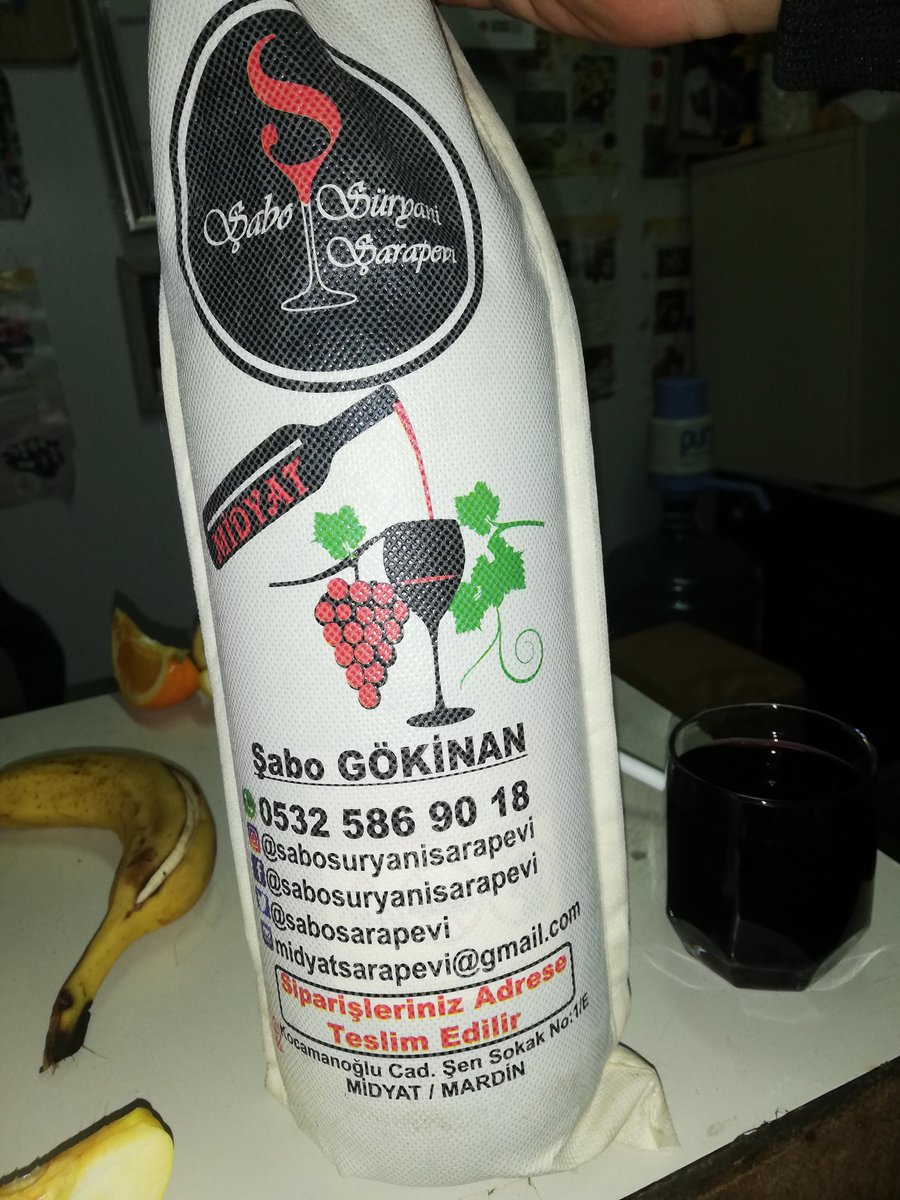 Şabo Süryani
Şarapevi
MİDYAT
Şabo GÖKİNAN
0532 586 90 18
@sabosuryanisarapevi
@sabosuryanisarapevi
@sabosarapevi
midyatsarapevi@gmail.com
Siparişleriniz Adrese
Teslim Edilir
Kocamanoğlu Cad. Şen Sokak No:1/E
MİDYAT / MARDİN